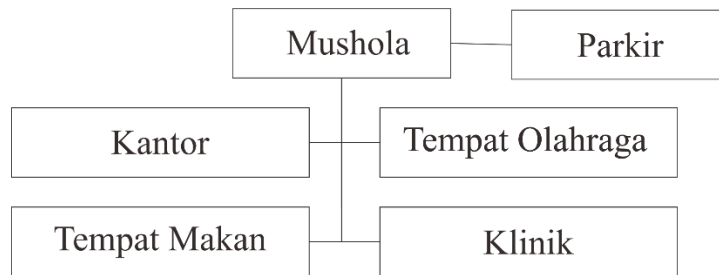 Mushola
Parkir
Kantor
Tempat Olahraga
Tempat Makan
Klinik